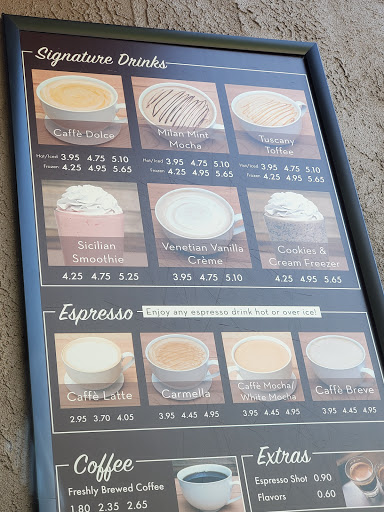 Signature Drinks
Caffè Dolce
Hot/Iced 3.95 4.75 5.10
Frozen 4.25 4.95 5.65
Milan Mint
Mocha
Hot/Iced 3.95 4.75 5.10
Frozen 4.25 4.95 5.65
Tuscany
Toffee
Hot/Iced 3.95 4.75 5.10
Frozen 4.25 4.95 5.65
Sicilian
Smoothie
4.25 4.75 5.25
Venetian Vanilla
Crème
3.95 4.75 5.10
Cookies &
Cream Freezer
4.25 4.95 5.65
Espresso
Enjoy any espresso drink hot or over ice!
Caffè Latte
2.95 3.70 4.05
Carmella
3.95 4.45 4.95
Caffè Mocha/
White Mocha
3.95 4.45 4.95
Caffè Breve
3.95 4.45 4.95
Coffee
Freshly Brewed Coffee
1.80 2.35 2.65
Extras
Espresso Shot 0.90
Flavors 0.60